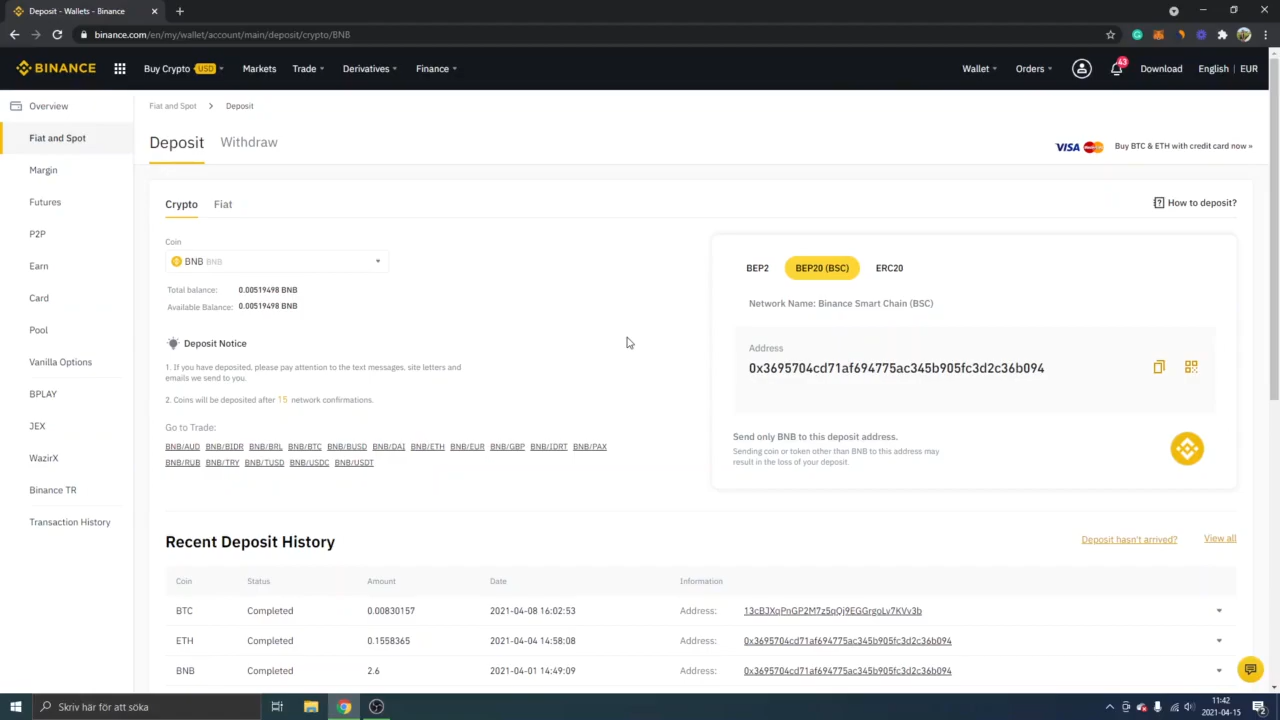 Deposit - Wallets - Binance
binance.com/en/my/wallet/account/main/deposit/crypto/BNB
BINANCE Buy Crypto USD Markets Trade Derivatives Finance Wallet Orders 43 Download English | EUR
Overview
Fiat and Spot
Margin
Futures
P2P
Earn
Card
Pool
Vanilla Options
BPLAY
JEX
WazirX
Binance TR
Transaction History
Fiat and Spot > Deposit
Deposit Withdraw
VISA Buy BTC & ETH with credit card now »
Crypto Fiat
How to deposit?
Coin
BNB BNB
Total balance: 0.00519498 BNB
Available Balance: 0.00519498 BNB
Deposit Notice
1. If you have deposited, please pay attention to the text messages, site letters and
emails we send to you.
2. Coins will be deposited after 15 network confirmations.
Go to Trade:
BNB/AUD BNB/BIDR BNB/BRL BNB/BTC BNB/BUSD BNB/DAI BNB/ETH BNB/EUR BNB/GBP BNB/IDRT BNB/PAX
BNB/RUB BNB/TRY BNB/TUSD BNB/USDC BNB/USDT
BEP2 BEP20 (BSC) ERC20
Network Name: Binance Smart Chain (BSC)
Address
0x3695704cd71af694775ac345b905fc3d2c36b094
Send only BNB to this deposit address.
Sending coin or token other than BNB to this address may
result in the loss of your deposit.
Recent Deposit History
Deposit hasn't arrived? View all
Coin Status Amount Date Information
BTC Completed 0.00830157 2021-04-08 16:02:53 Address: 13cBJXqPnGP2M7z5qQj9EGGrgoLv7KVv3b
ETH Completed 0.1558365 2021-04-04 14:58:08 Address: 0x3695704cd71af694775ac345b905fc3d2c36b094
BNB Completed 2.6 2021-04-01 14:49:09 Address: 0x3695704cd71af694775ac345b905fc3d2c36b094
Skriv här för att söka
11:42
2021-04-15
2